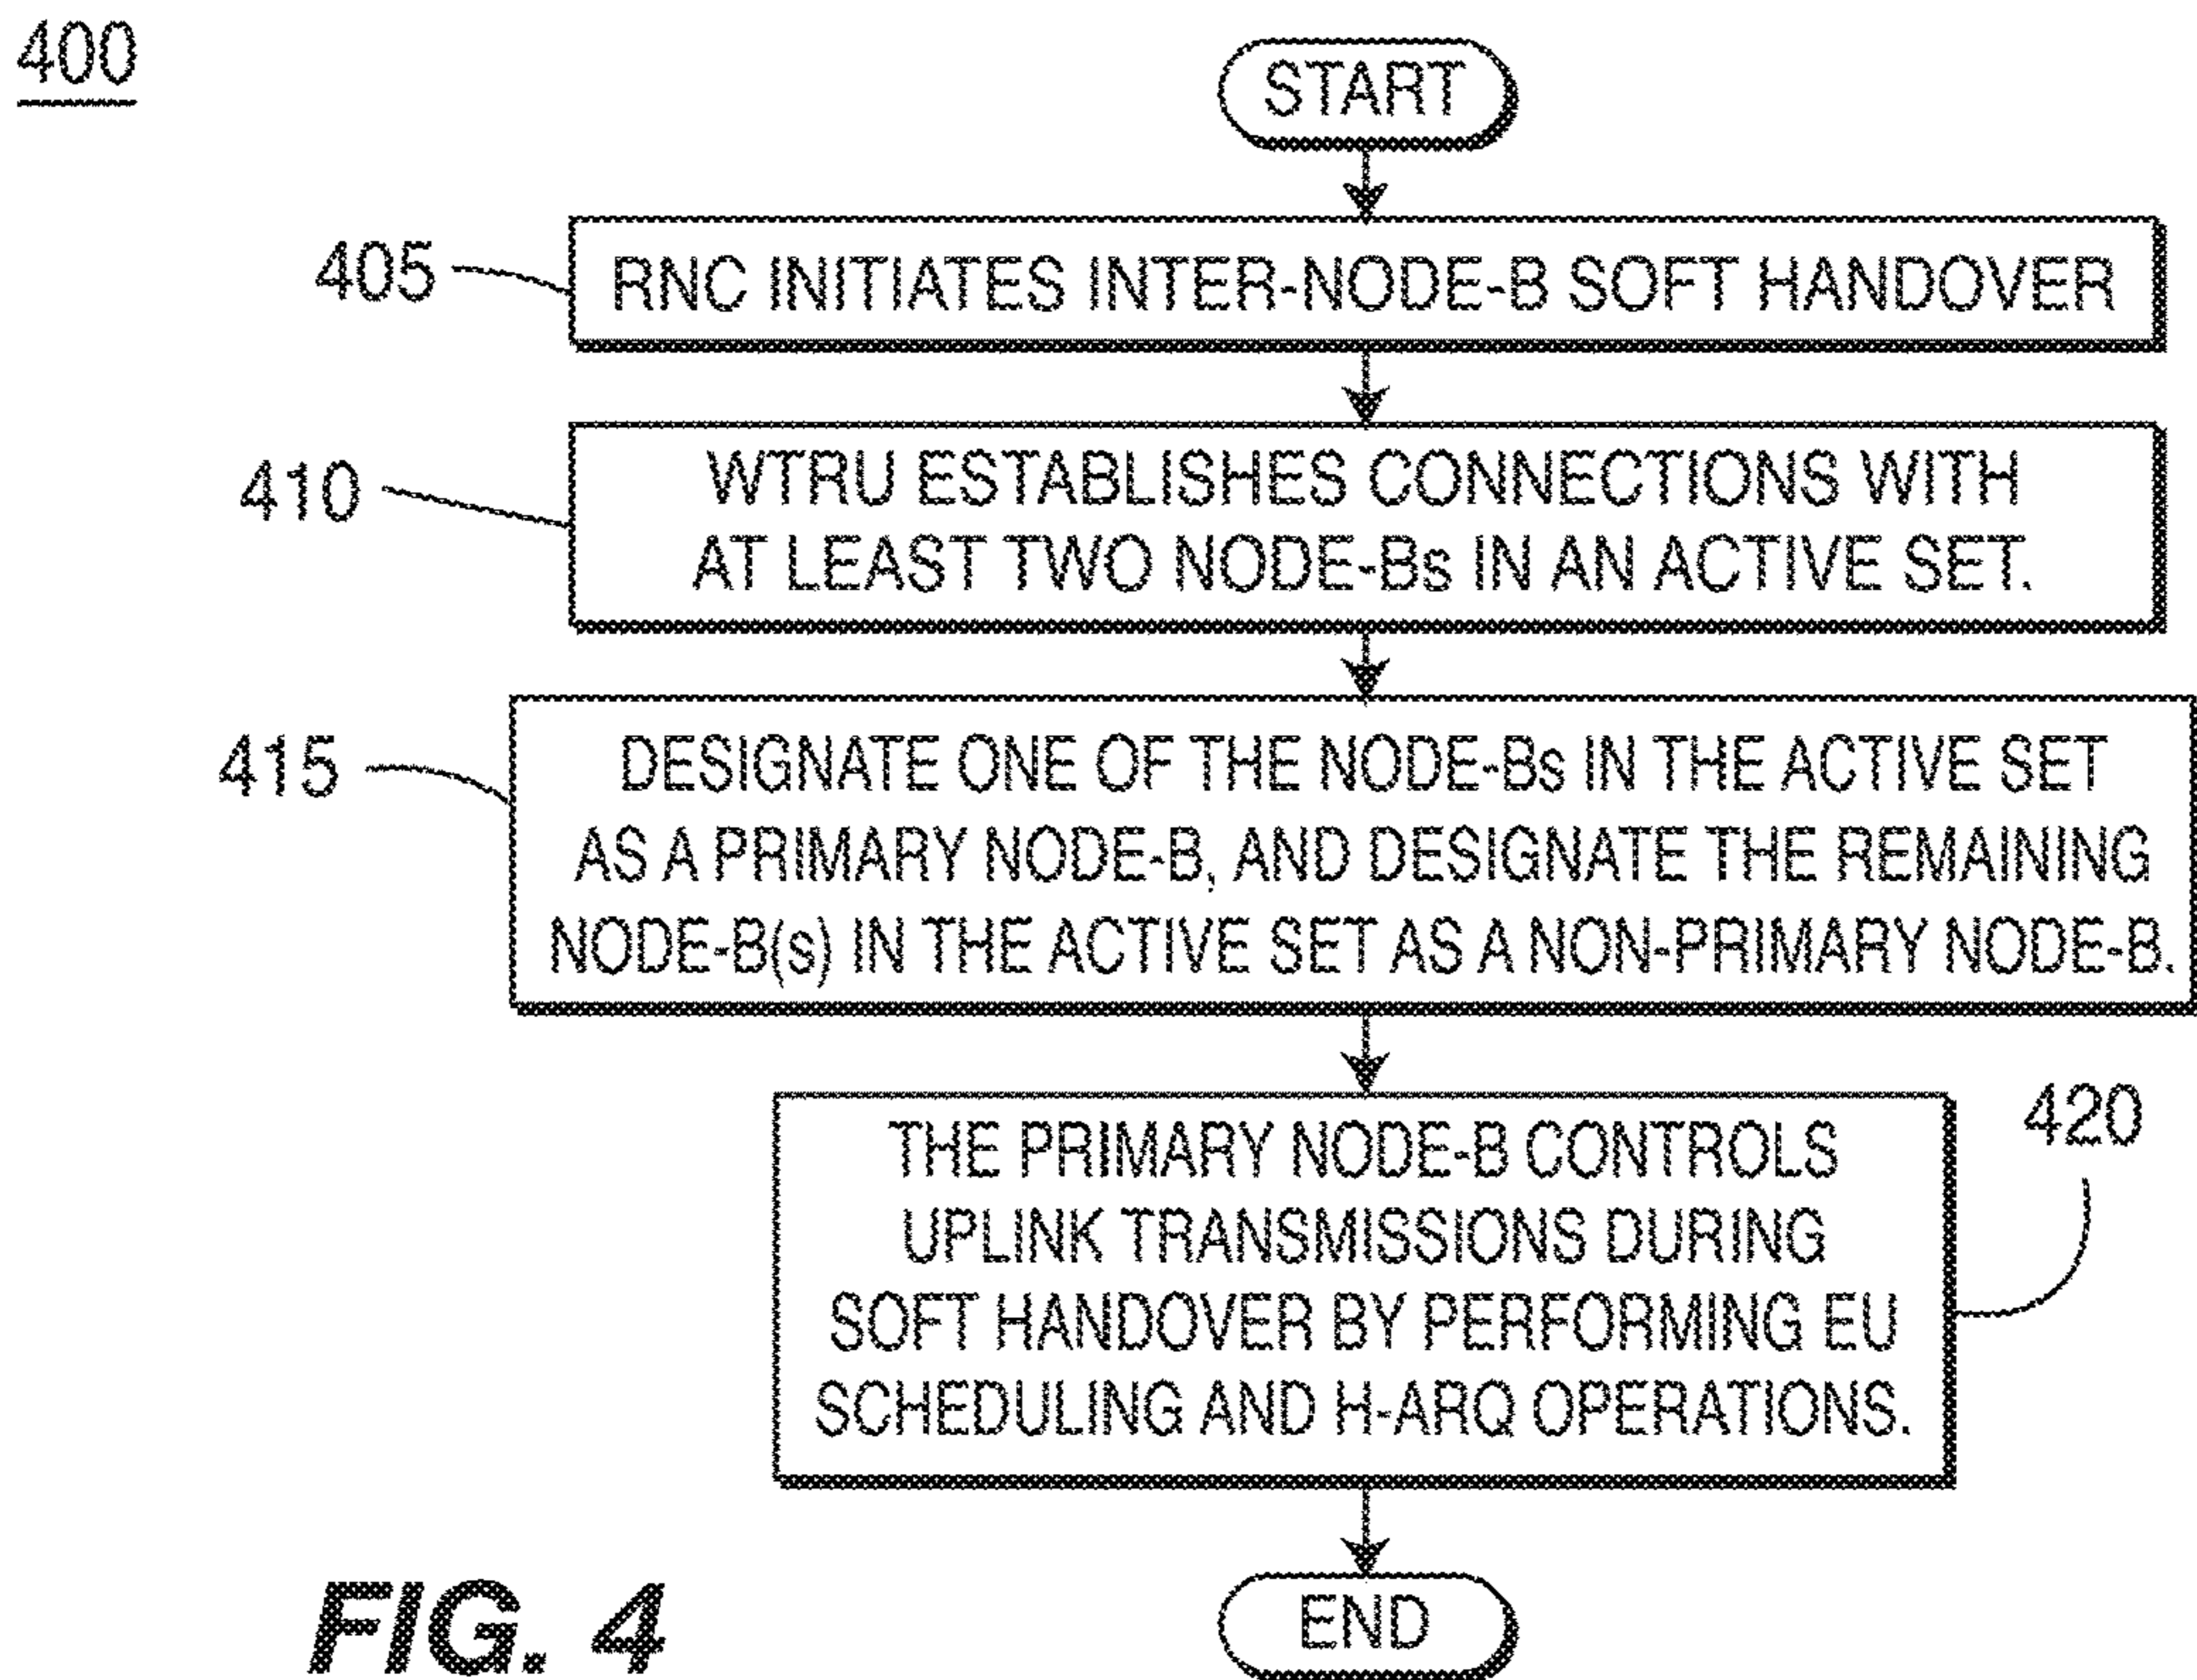 400
START
405
RNC INITIATES INTER-NODE-B SOFT HANDOVER
410
WTRU ESTABLISHES CONNECTIONS WITH
AT LEAST TWO NODE-Bs IN AN ACTIVE SET.
415
DESIGNATE ONE OF THE NODE-Bs IN THE ACTIVE SET
AS A PRIMARY NODE-B, AND DESIGNATE THE REMAINING
NODE-B(s) IN THE ACTIVE SET AS A NON-PRIMARY NODE-B.
420
THE PRIMARY NODE-B CONTROLS
UPLINK TRANSMISSIONS DURING
SOFT HANDOVER BY PERFORMING EU
SCHEDULING AND H-ARQ OPERATIONS.
END
FIG. 4